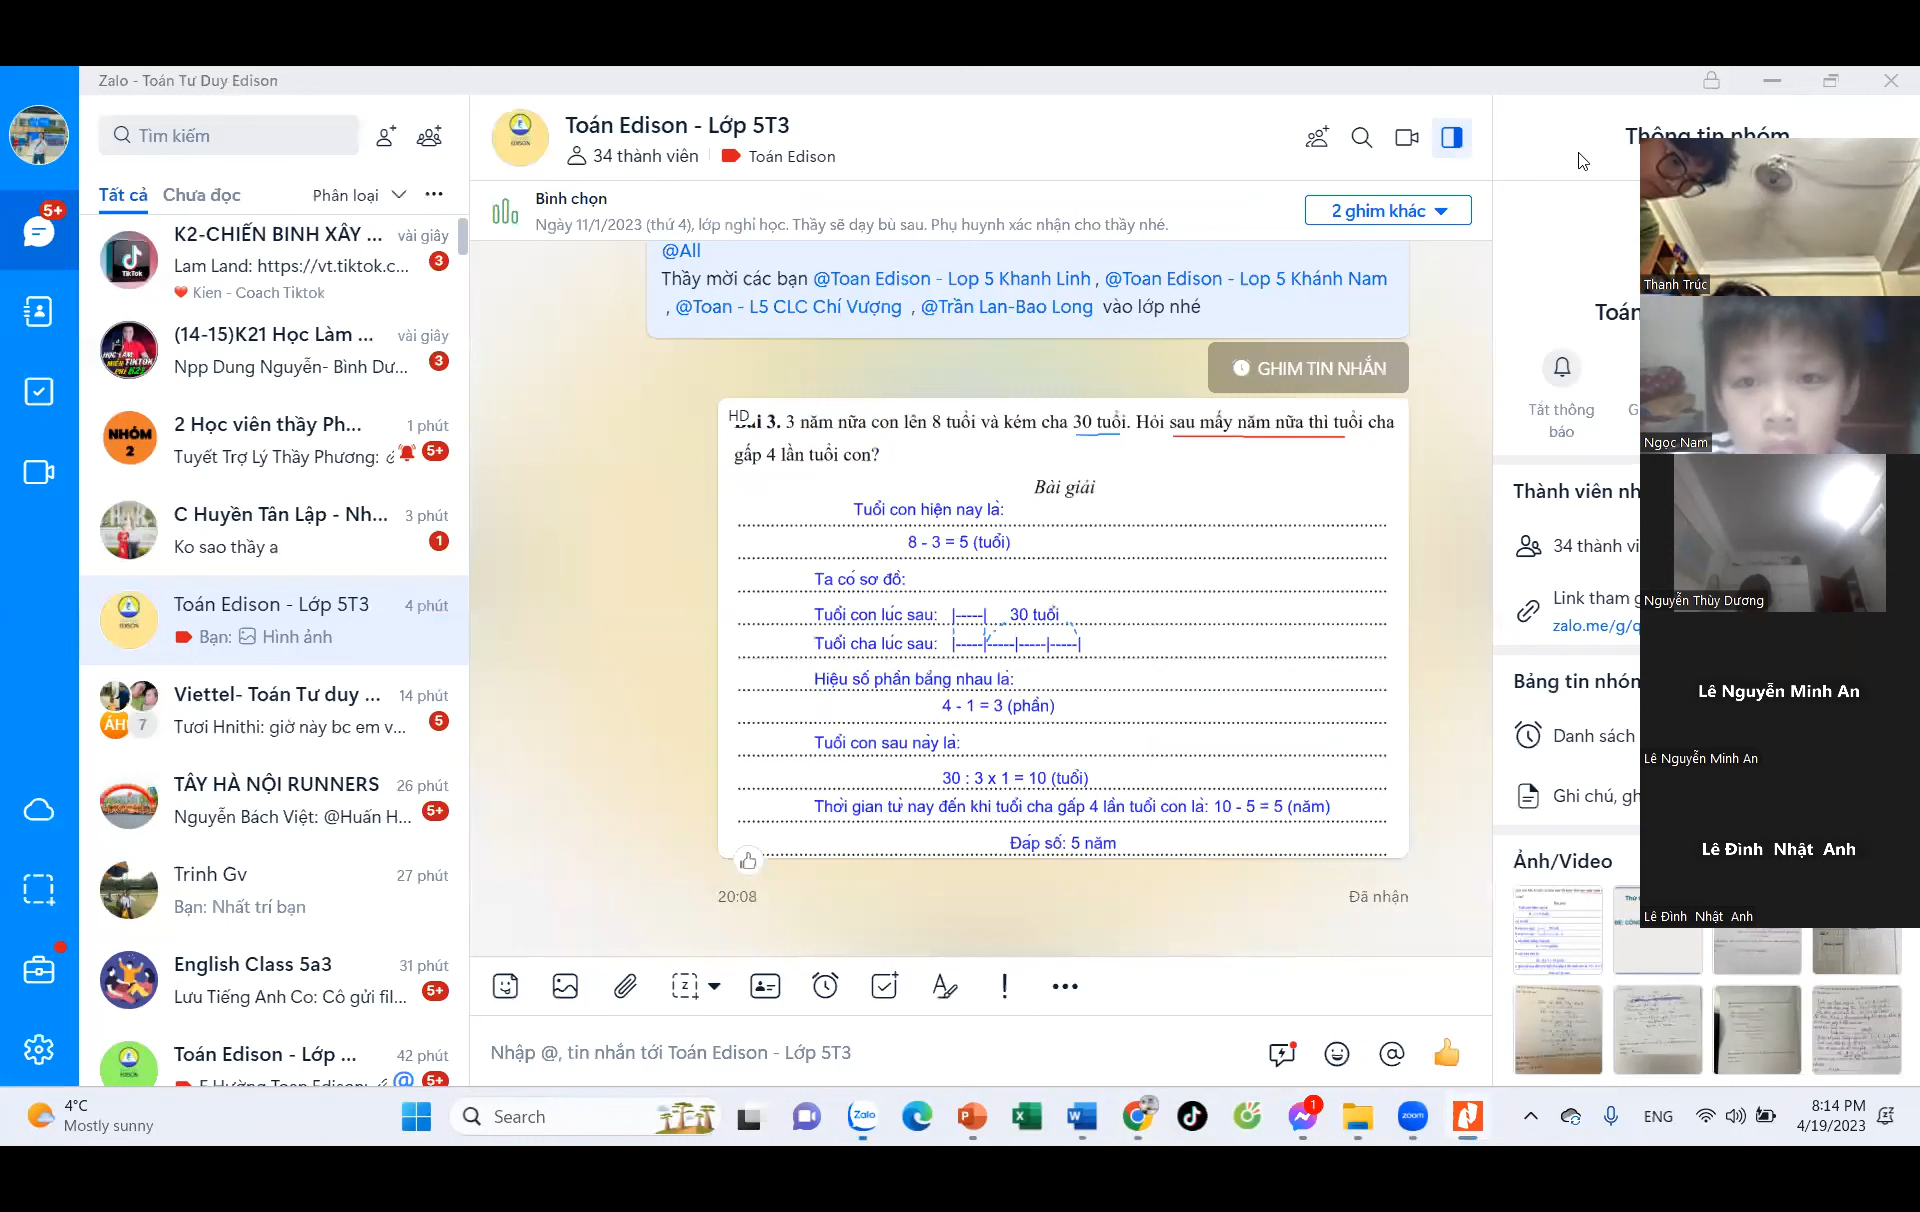 Zalo - Toán Tư Duy Edison
Tìm kiếm
Tất cả
Chưa đọc
Phân loại
5+
K2-CHIẾN BINH XÂY ...
vài giây
Lam Land: https://vt.tiktok.c...
3
Kien - Coach Tiktok
(14-15)K21 Học Làm ...
vài giây
Npp Dung Nguyễn- Bình Dư...
3
2 Học viên thầy Ph...
1 phút
Tuyết Trợ Lý Thầy Phương:
5+
NHÓM
2
C Huyền Tân Lập - Nh...
3 phút
Ko sao thầy a
1
Toán Edison - Lớp 5T3
4 phút
Bạn: Hình ảnh
Viettel- Toán Tư duy ...
14 phút
Tươi Hnithi: giờ này bc em v...
5
ÁH
7
TÂY HÀ NỘI RUNNERS
26 phút
Nguyễn Bách Việt: @Huấn H...
5+
Trinh Gv
27 phút
Bạn: Nhất trí bạn
English Class 5a3
31 phút
Lưu Tiếng Anh Co: Cô gửi fil...
5+
Toán Edison - Lớp ...
42 phút
E Hường Toan Edison:
@ 5+
Toán Edison - Lớp 5T3
34 thành viên
Toán Edison
Bình chọn
Ngày 11/1/2023 (thứ 4), lớp nghỉ học. Thầy sẽ dạy bù sau. Phụ huynh xác nhận cho thầy nhé.
2 ghim khác
@All
Thầy mời các bạn @Toan Edison - Lop 5 Khanh Linh , @Toan Edison - Lop 5 Khánh Nam
, @Toan - L5 CLC Chí Vượng , @Trần Lan-Bao Long vào lớp nhé
GHIM TIN NHẮN
HD
3. 3 năm nữa con lên 8 tuổi và kém cha 30 tuổi. Hỏi sau mấy năm nữa thì tuổi cha
gấp 4 lần tuổi con?
Bài giải
Tuổi con hiện nay là:
8 - 3 = 5 (tuổi)
Ta có sơ đồ:
Tuổi con lúc sau: |-----| 30 tuổi
Tuổi cha lúc sau: |-----|-----|-----|-----|
Hiệu số phần bằng nhau là:
4 - 1 = 3 (phần)
Tuổi con sau này là:
30 : 3 x 1 = 10 (tuổi)
Thời gian từ nay đến khi tuổi cha gấp 4 lần tuổi con là: 10 - 5 = 5 (năm)
Đáp số: 5 năm
20:08
Đã nhận
Nhập @, tin nhắn tới Toán Edison - Lớp 5T3
Thông tin nhóm
Toán
Tắt thông
báo
G
Thành viên nh
34 thành vi
Link tham g
zalo.me/g/q
Bảng tin nhón
Danh sách
Ghi chú, gh
Ảnh/Video
Thanh Trúc
Ngọc Nam
Nguyễn Thùy Dương
Lê Nguyễn Minh An
Lê Nguyễn Minh An
Lê Đình Nhật Anh
Lê Đình Nhật Anh
4°C
Mostly sunny
Search
Zalo
zoom
1
ENG
8:14 PM
4/19/2023